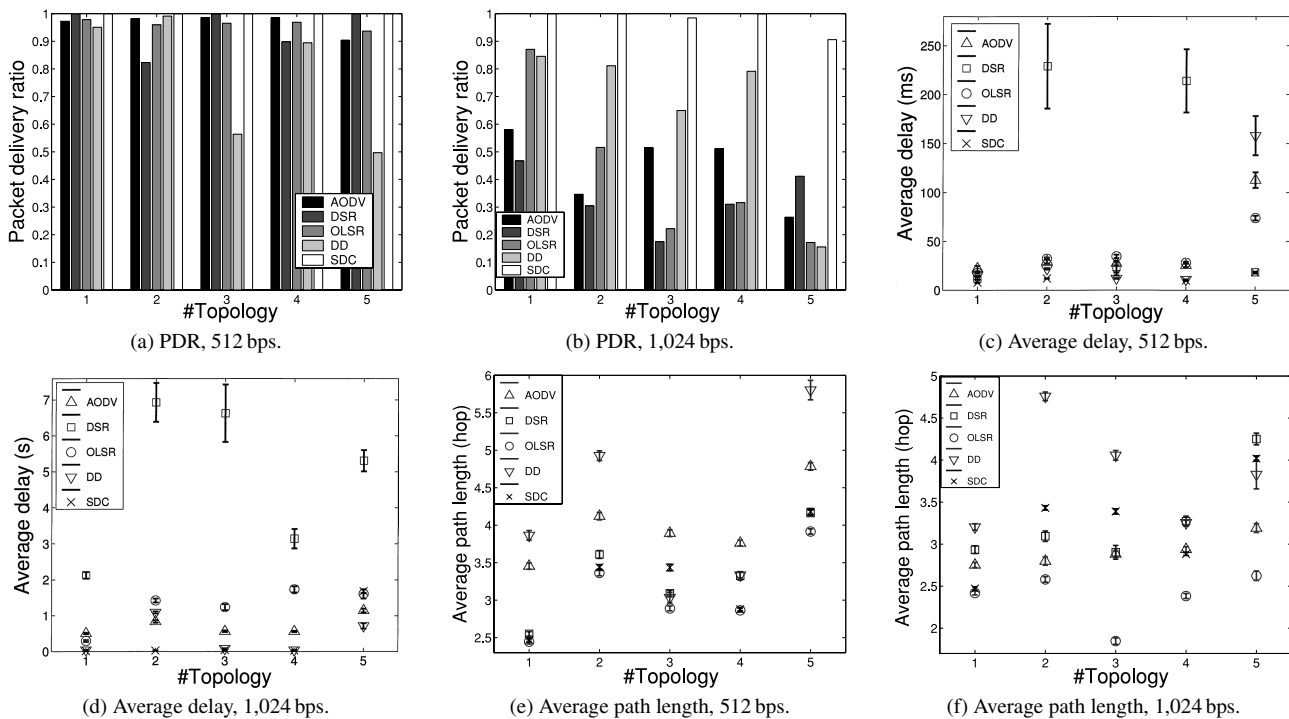 Packet delivery ratio
1
0.9
0.8
0.7
0.6
0.5
0.4
0.3
0.2
0.1
0
AODV
DSR
OLSR
DD
SDC
1 2 3 4 5
#Topology
(a) PDR, 512 bps.
Packet delivery ratio
1
0.9
0.8
0.7
0.6
0.5
0.4
0.3
0.2
0.1
0
AODV
DSR
OLSR
DD
SDC
1 2 3 4 5
#Topology
(b) PDR, 1,024 bps.
Average delay (ms)
250
200
150
100
50
0
AODV
DSR
OLSR
DD
SDC
1 2 3 4 5
#Topology
(c) Average delay, 512 bps.
Average delay (s)
7
6
5
4
3
2
1
0
AODV
DSR
OLSR
DD
SDC
1 2 3 4 5
#Topology
(d) Average delay, 1,024 bps.
Average path length (hop)
6
5.5
5
4.5
4
3.5
3
2.5
AODV
DSR
OLSR
DD
SDC
1 2 3 4 5
#Topology
(e) Average path length, 512 bps.
Average path length (hop)
5
4.5
4
3.5
3
2.5
2
AODV
DSR
OLSR
DD
SDC
1 2 3 4 5
#Topology
(f) Average path length, 1,024 bps.